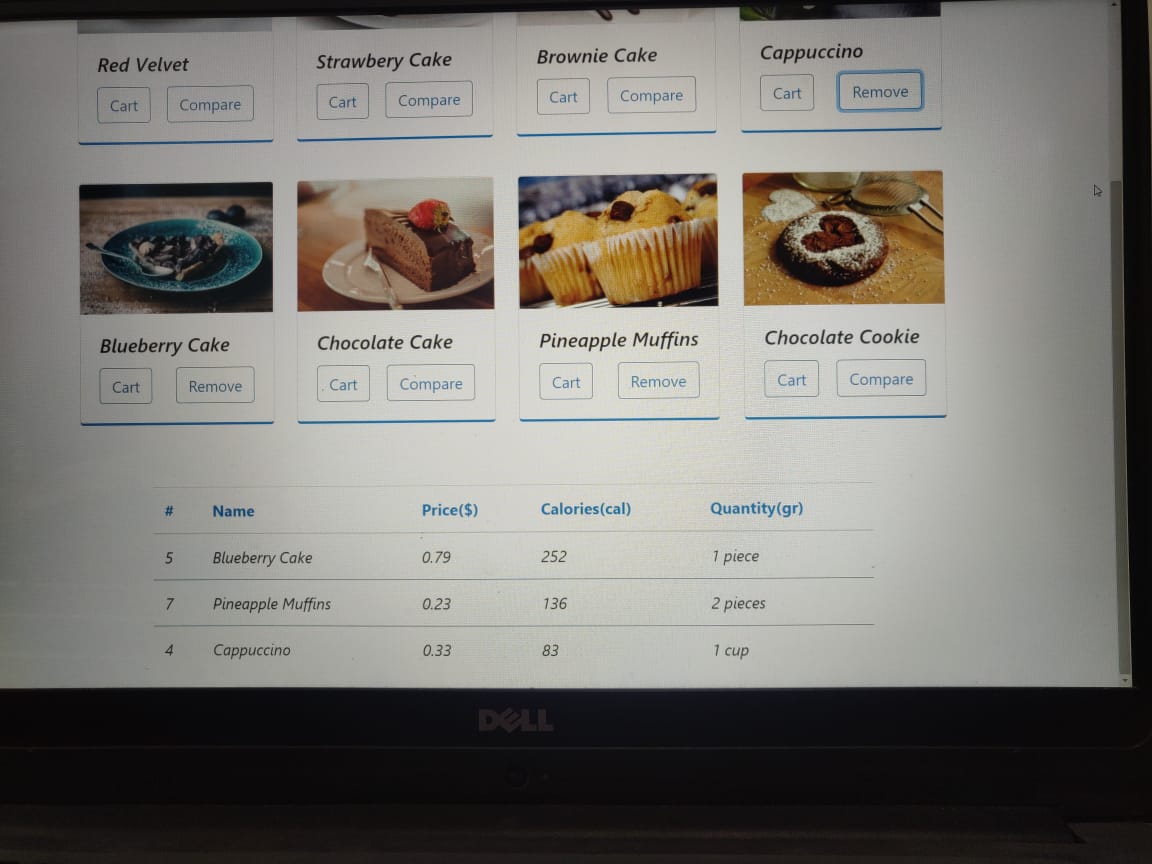 Red Velvet
Cart Compare
Strawbery Cake
Cart Compare
Brownie Cake
Cart Compare
Cappuccino
Cart Remove
Blueberry Cake
Cart Remove
Chocolate Cake
Cart Compare
Pineapple Muffins
Cart Remove
Chocolate Cookie
Cart Compare
# Name Price($) Calories(cal) Quantity(gr)
5 Blueberry Cake 0.79 252 1 piece
7 Pineapple Muffins 0.23 136 2 pieces
4 Cappuccino 0.33 83 1 cup
DELL